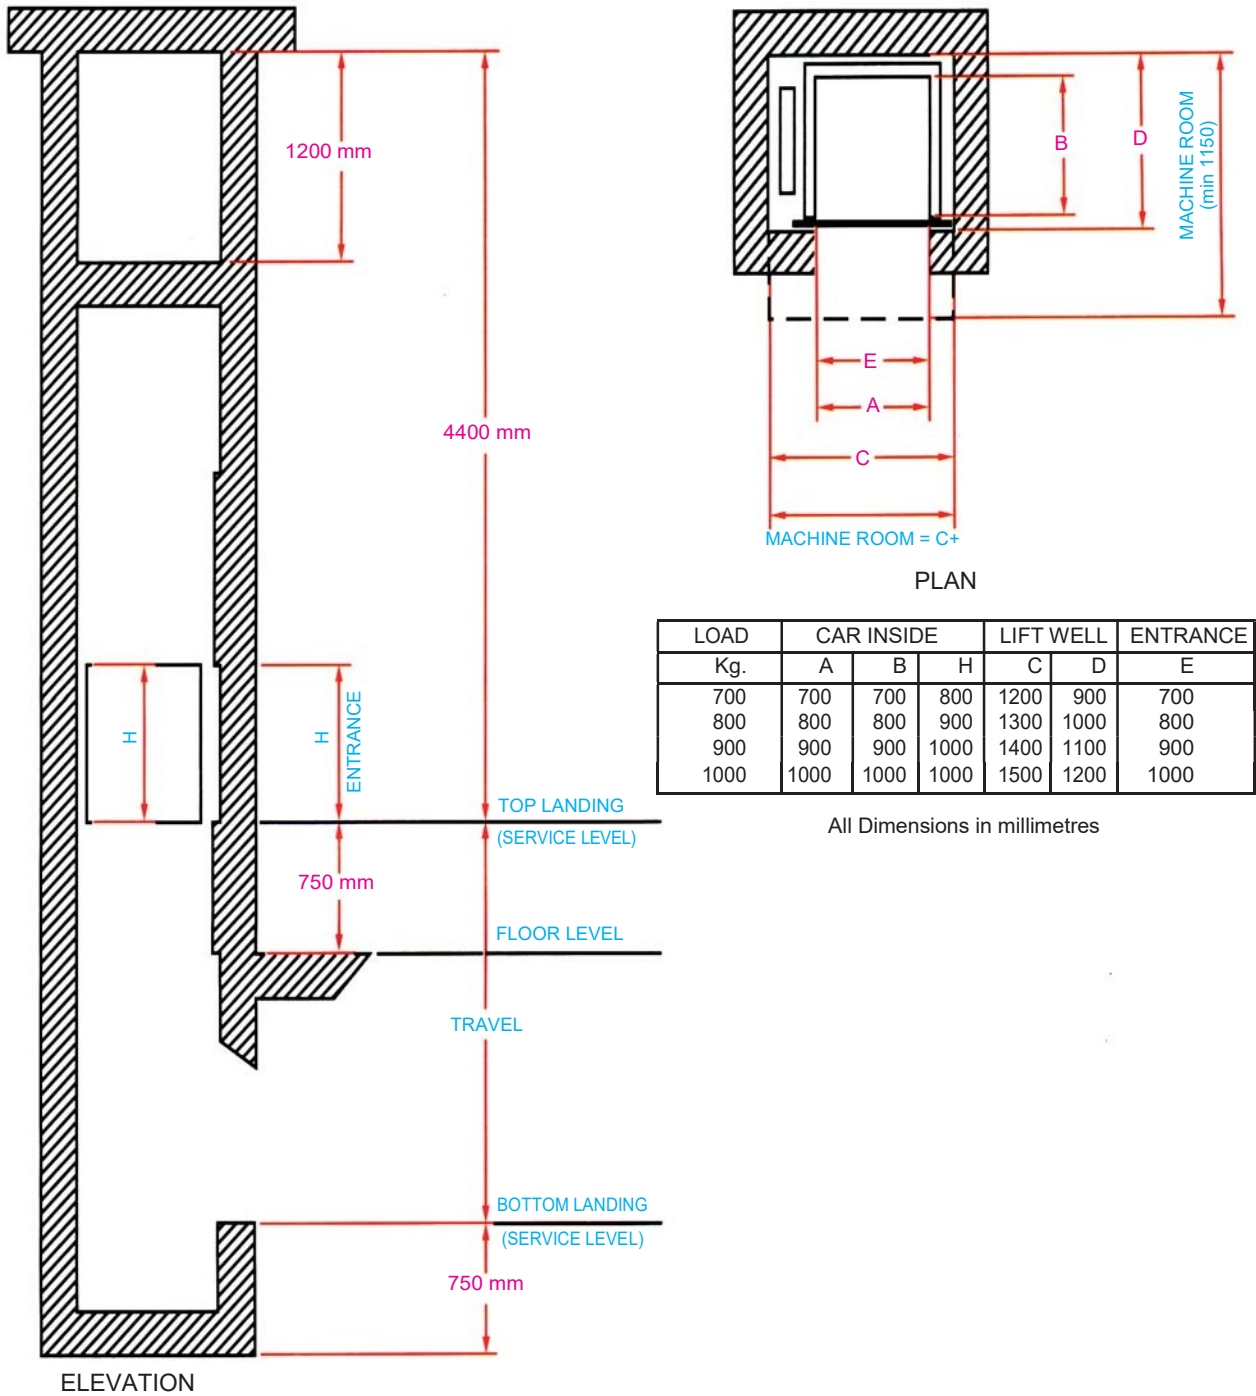 1200 mm
4400 mm
H
H
ENTRANCE
TOP LANDING
(SERVICE LEVEL)
750 mm
FLOOR LEVEL
TRAVEL
BOTTOM LANDING
(SERVICE LEVEL)
750 mm
ELEVATION
B
D
MACHINE ROOM
(min 1150)
E
A
C
MACHINE ROOM = C+
PLAN
LOAD CAR INSIDE LIFT WELL ENTRANCE
Kg. A B H C D E
700 700 700 800 1200 900 700
800 800 800 900 1300 1000 800
900 900 900 1000 1400 1100 900
1000 1000 1000 1000 1500 1200 1000
All Dimensions in millimetres